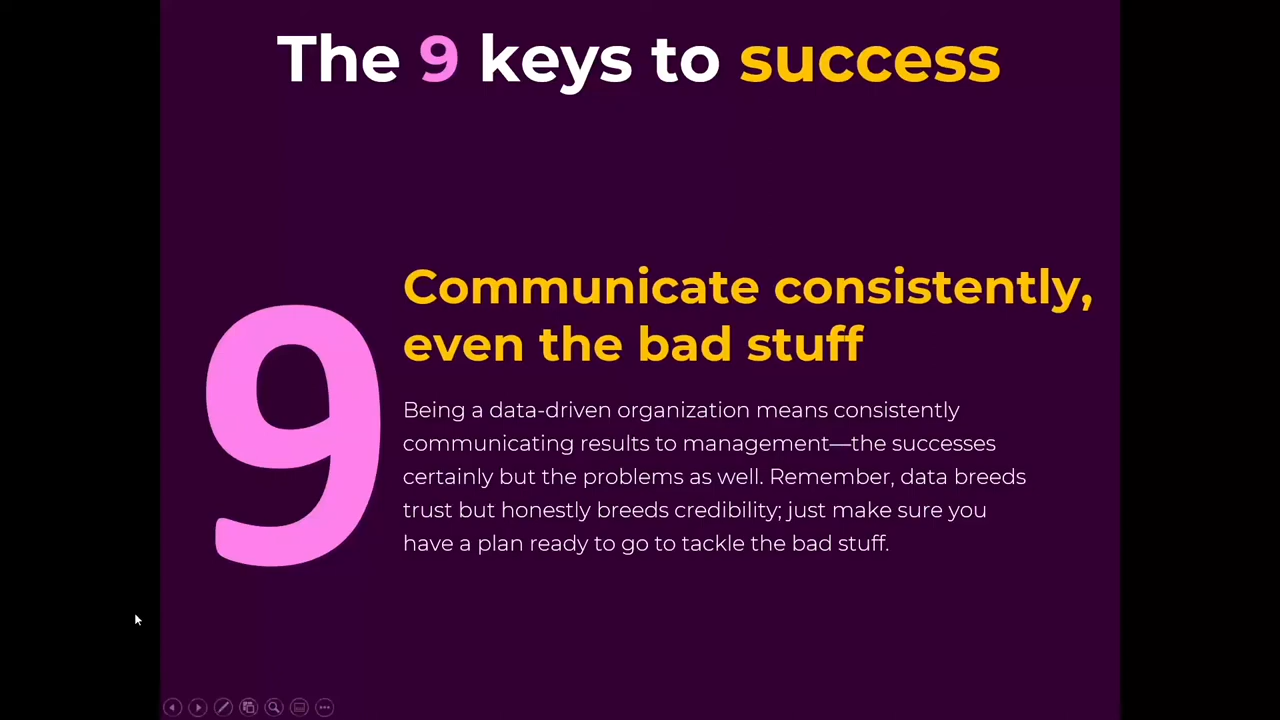 The 9 keys to success
Communicate consistently,
even the bad stuff
9
Being a data-driven organization means consistently
communicating results to management—the successes
certainly but the problems as well. Remember, data breeds
trust but honestly breeds credibility; just make sure you
have a plan ready to go to tackle the bad stuff.